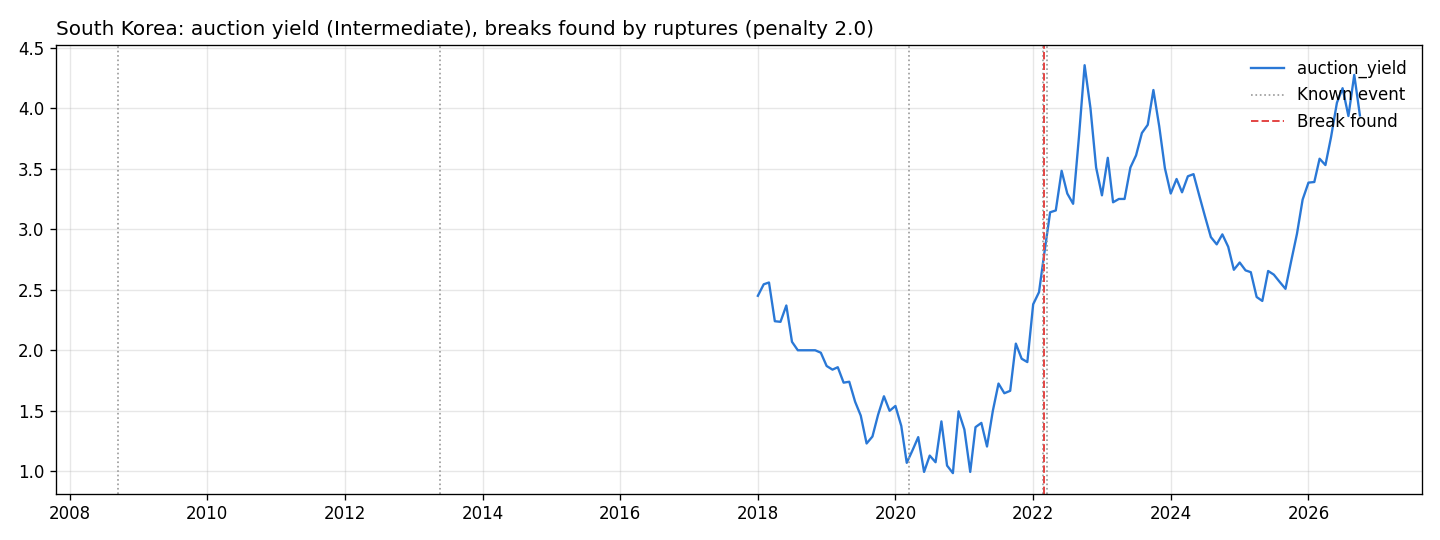 South Korea: auction yield (Intermediate), breaks found by ruptures (penalty 2.0)
4.5
4.0
3.5
3.0
2.5
2.0
1.5
1.0
auction_yield
Known event
Break found
2008 2010 2012 2014 2016 2018 2020 2022 2024 2026